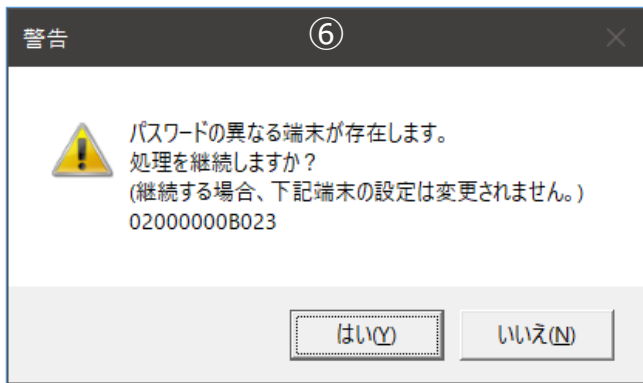 警告 ⑥
パスワードの異なる端末が存在します。
処理を継続しますか？
(継続する場合、下記端末の設定は変更されません。)
02000000B023
はい(Y) いいえ(N)